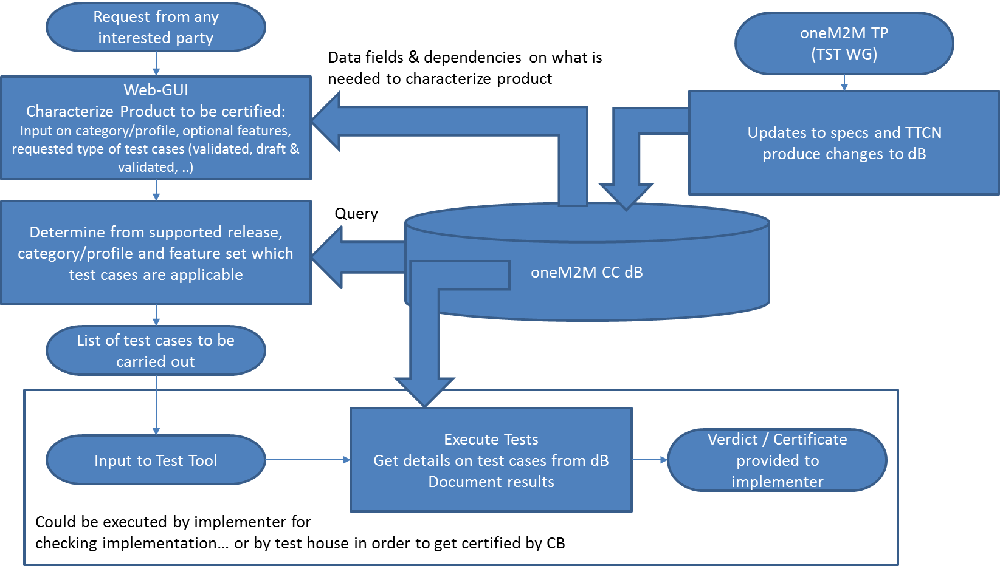 Request from any
interested party
oneM2M TP
(TST WG)
Data fields & dependencies on what is
needed to characterize product
Web-GUI
Characterize Product to be certified:
Input on category/profile, optional features,
requested type of test cases (validated, draft &
validated, ..)
Updates to specs and TTCN
produce changes to dB
Query
Determine from supported release,
category/profile and feature set which
test cases are applicable
oneM2M CC dB
List of test cases to be
carried out
Input to Test Tool
Execute Tests
Get details on test cases from dB
Document results
Verdict / Certificate
provided to
implementer
Could be executed by implementer for
checking implementation... or by test house in order to get certified by CB